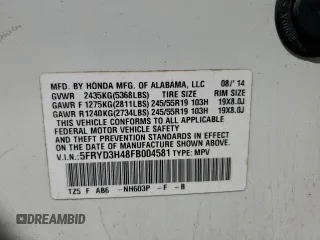 MFD. BY HONDA MFG. OF ALABAMA, LLC 08/'14
GVWR 2435KG(5368LBS) TIRE SIZE RIM SIZE
GAWR F 1275KG(2811LBS) 245/55R19 103H 19X8.0J
GAWR R 1240KG(2734LBS) 245/55R19 103H 19X8.0J
THIS VEHICLE CONFORMS TO ALL APPLICABLE
FEDERAL MOTOR VEHICLE SAFETY AND THEFT
PREVENTION STANDARDS IN EFFECT ON THE DATE
OF MANUFACTURE SHOWN ABOVE.
V.I.N.: 5FRYD3H48FB004581 TYPE: MPV
TZ5 F AB6 -NH603P -F -B
© DEALERSHIP